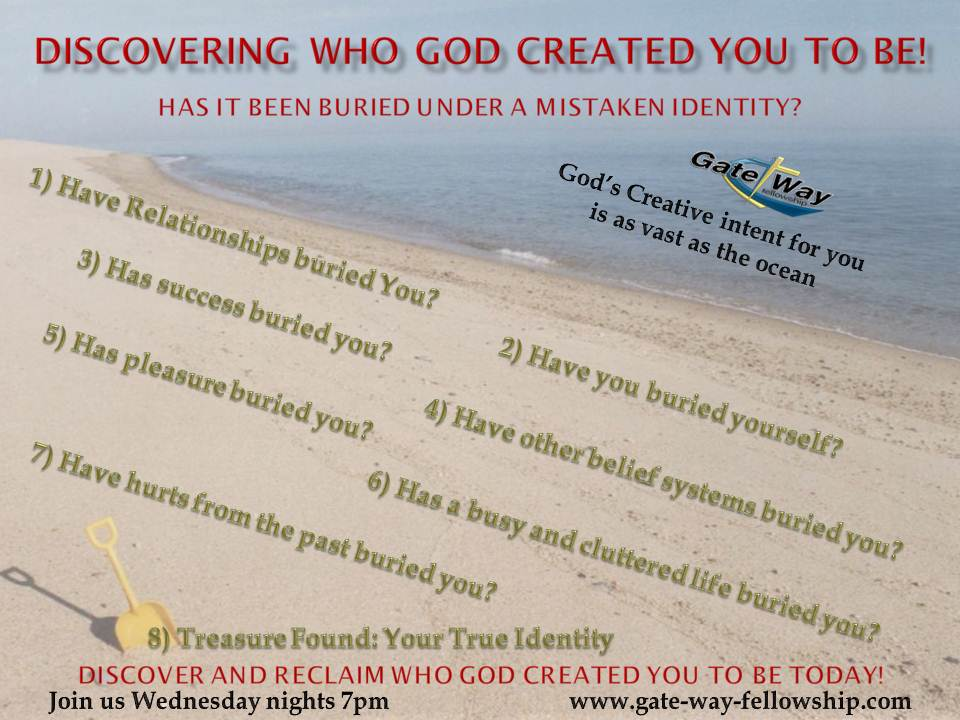 DISCOVERING WHO GOD CREATED YOU TO BE!
HAS IT BEEN BURIED UNDER A MISTAKEN IDENTITY?
Gate Way
fellowship
God's Creative intent for you
is as vast as the ocean
1) Have Relationships buried You?
2) Have you buried yourself?
3) Has success buried you?
4) Have other belief systems buried you?
5) Has pleasure buried you?
6) Has a busy and cluttered life buried you?
7) Have hurts from the past buried you?
8) Treasure Found: Your True Identity
DISCOVER AND RECLAIM WHO GOD CREATED YOU TO BE TODAY!
Join us Wednesday nights 7pm
www.gate-way-fellowship.com